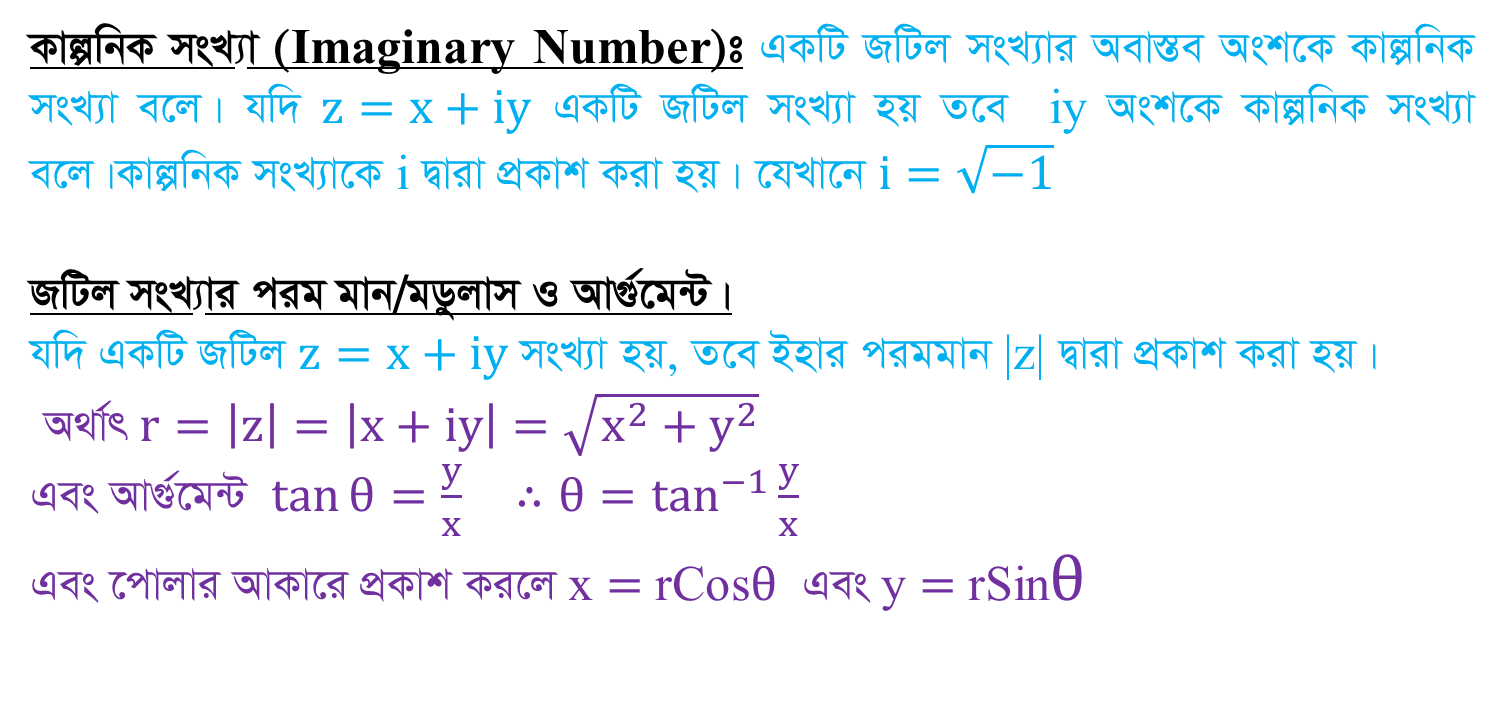 কাল্পনিক সংখ্যা (Imaginary Number)ঃ একটি জটিল সংখ্যার অবাস্তব অংশকে কাল্পনিক
সংখ্যা বলে। যদি z = x + iy একটি জটিল সংখ্যা হয় তবে iy অংশকে কাল্পনিক সংখ্যা
বলে।কাল্পনিক সংখ্যাকে i দ্বারা প্রকাশ করা হয়। যেখানে i = √−1
জটিল সংখ্যার পরম মান/মডুলাস ও আর্গুমেন্ট।
যদি একটি জটিল z = x + iy সংখ্যা হয়, তবে ইহার পরমমান |z| দ্বারা প্রকাশ করা হয়।
অর্থাৎ r = |z| = |x + iy| = √(x² + y²)
এবং আর্গুমেন্ট tan θ = y/x ∴ θ = tan⁻¹ y/x
এবং পোলার আকারে প্রকাশ করলে x = rCosθ এবং y = rSinθ